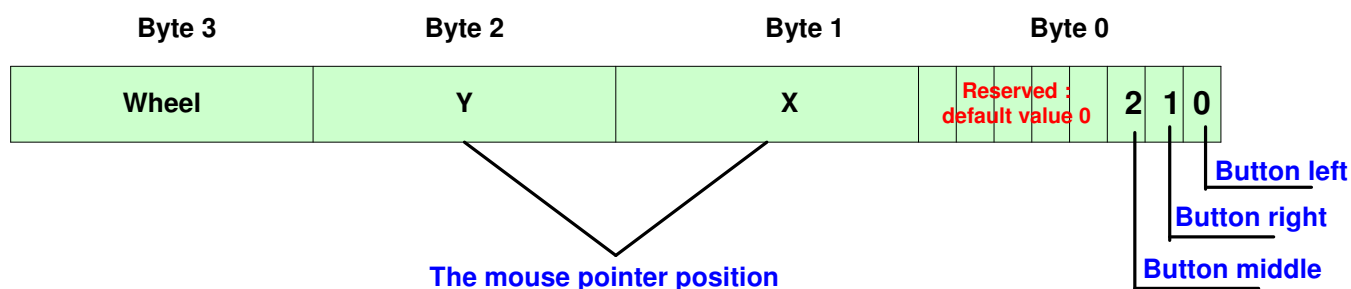 Byte 3 Byte 2 Byte 1 Byte 0
Wheel Y X Reserved : 2 1 0
default value 0
Button left
Button right
Button middle
The mouse pointer position